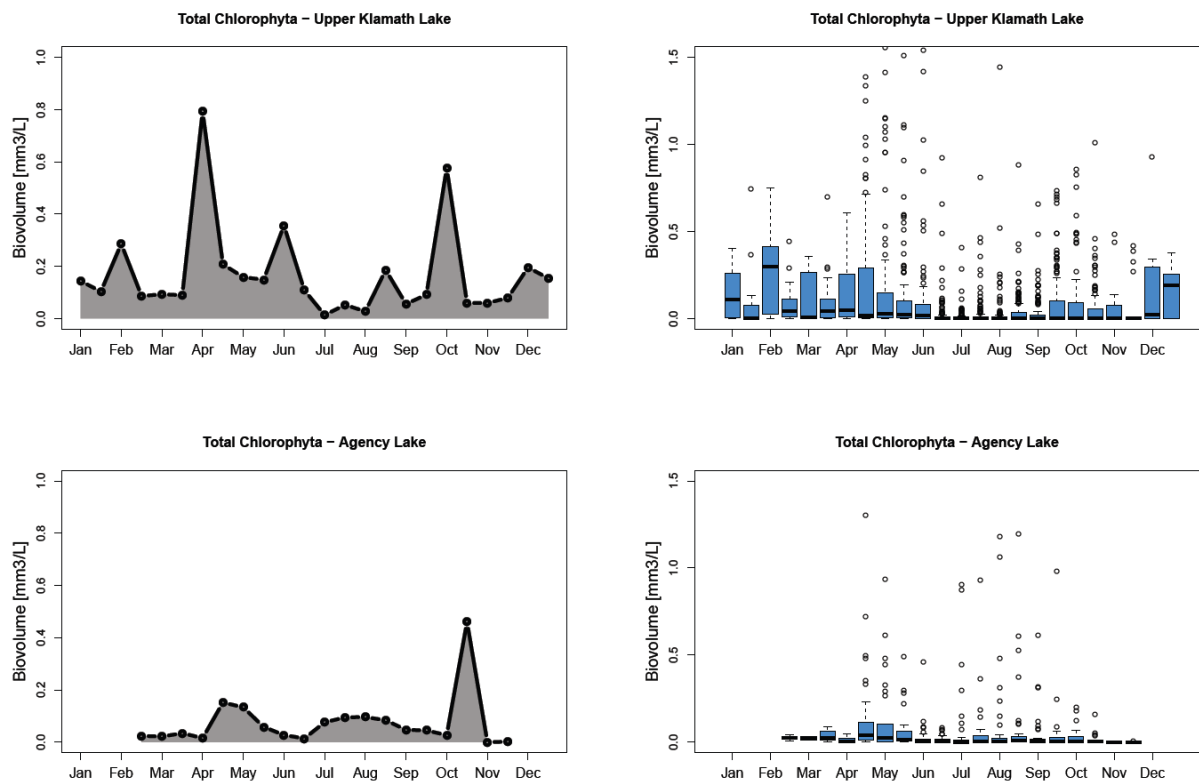 Total Chlorophyta – Upper Klamath Lake
Biovolume [mm3/L]
1.0
0.8
0.6
0.4
0.2
0.0
Jan Feb Mar Apr May Jun Jul Aug Sep Oct Nov Dec
Total Chlorophyta – Upper Klamath Lake
Biovolume [mm3/L]
1.5
1.0
0.5
0.0
Jan Feb Mar Apr May Jun Jul Aug Sep Oct Nov Dec
Total Chlorophyta – Agency Lake
Biovolume [mm3/L]
1.0
0.8
0.6
0.4
0.2
0.0
Jan Feb Mar Apr May Jun Jul Aug Sep Oct Nov Dec
Total Chlorophyta – Agency Lake
Biovolume [mm3/L]
1.5
1.0
0.5
0.0
Jan Feb Mar Apr May Jun Jul Aug Sep Oct Nov Dec